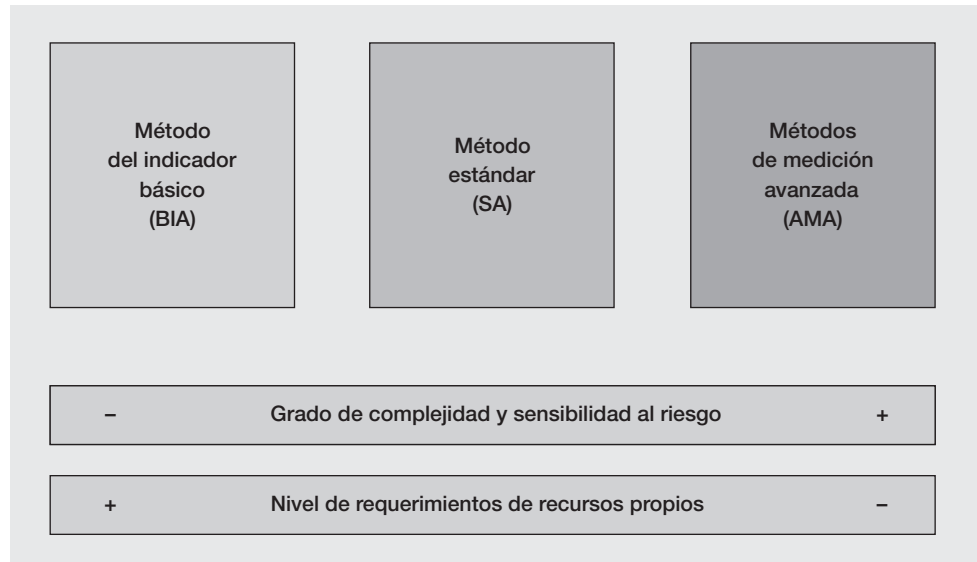 Método
del indicador
básico
(BIA)
Método
estándar
(SA)
Métodos
de medición
avanzada
(AMA)
– Grado de complejidad y sensibilidad al riesgo +
+ Nivel de requerimientos de recursos propios –